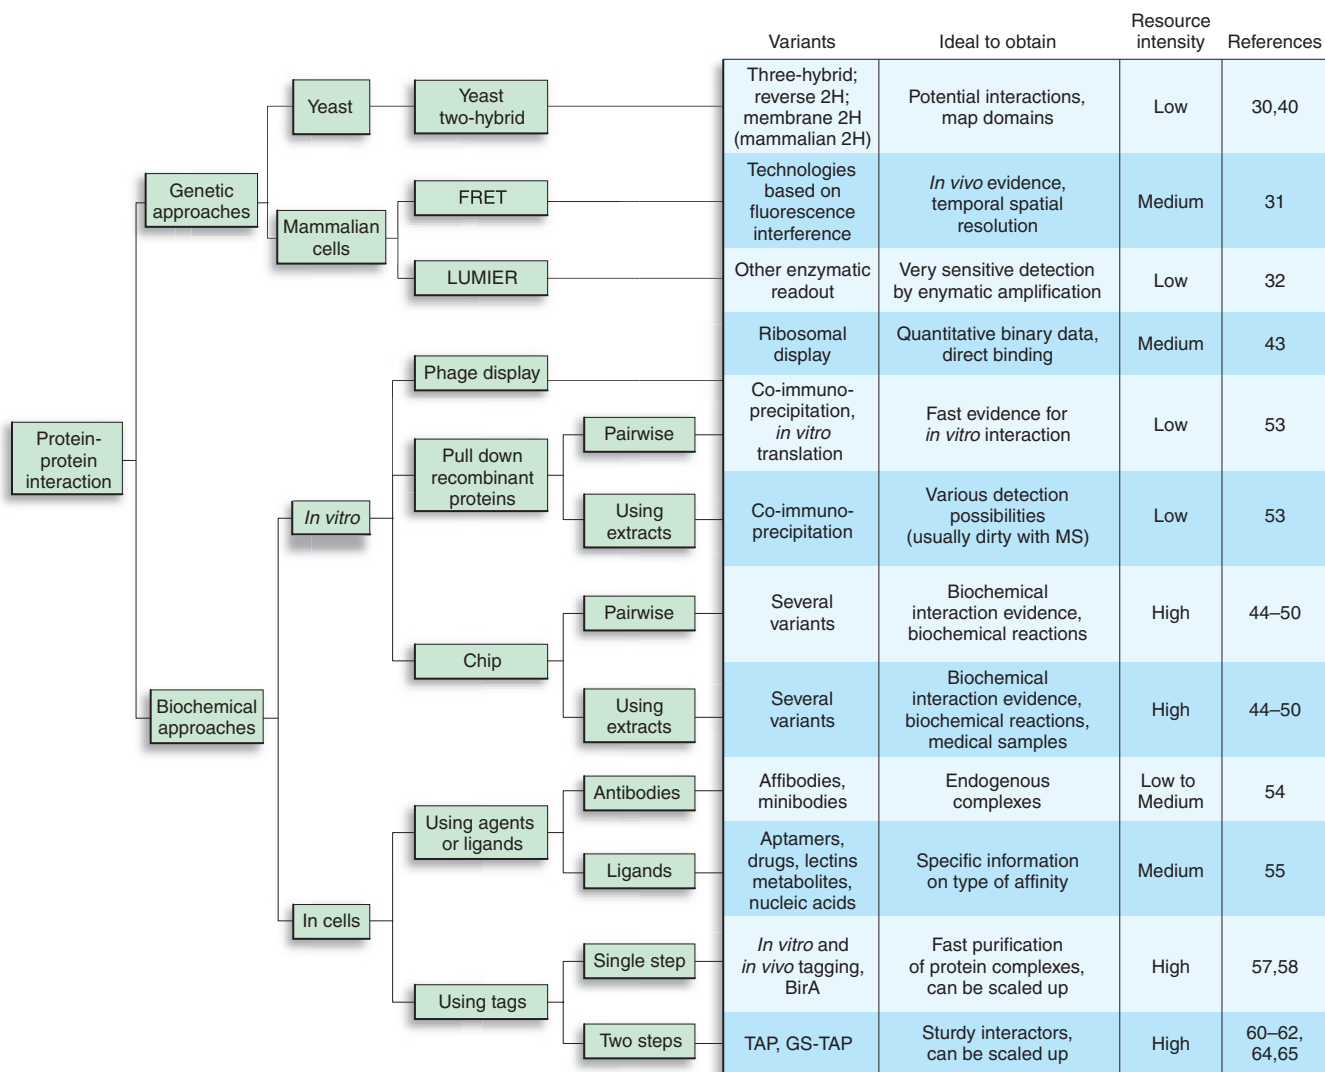 Variants
Ideal to obtain
Resource
intensity
References
Protein-
protein
interaction
Genetic
approaches
Yeast
Yeast
two-hybrid
Three-hybrid;
reverse 2H;
membrane 2H
(mammalian 2H)
Potential interactions,
map domains
Low
30,40
Mammalian
cells
FRET
Technologies
based on
fluorescence
interference
In vivo evidence,
temporal spatial
resolution
Medium
31
LUMIER
Other enzymatic
readout
Very sensitive detection
by enymatic amplification
Low
32
Biochemical
approaches
In vitro
Phage display
Ribosomal
display
Quantitative binary data,
direct binding
Medium
43
Pull down
recombinant
proteins
Pairwise
Co-immuno-
precipitation,
in vitro
translation
Fast evidence for
in vitro interaction
Low
53
Using
extracts
Co-immuno-
precipitation
Various detection
possibilities
(usually dirty with MS)
Low
53
Chip
Pairwise
Several
variants
Biochemical
interaction evidence,
biochemical reactions
High
44–50
Using
extracts
Several
variants
Biochemical
interaction evidence,
biochemical reactions,
medical samples
High
44–50
In cells
Using agents
or ligands
Antibodies
Affibodies,
minibodies
Endogenous
complexes
Low to
Medium
54
Ligands
Aptamers,
drugs, lectins
metabolites,
nucleic acids
Specific information
on type of affinity
Medium
55
Using tags
Single step
In vitro and
in vivo tagging,
BirA
Fast purification
of protein complexes,
can be scaled up
High
57,58
Two steps
TAP, GS-TAP
Sturdy interactors,
can be scaled up
High
60–62,
64,65